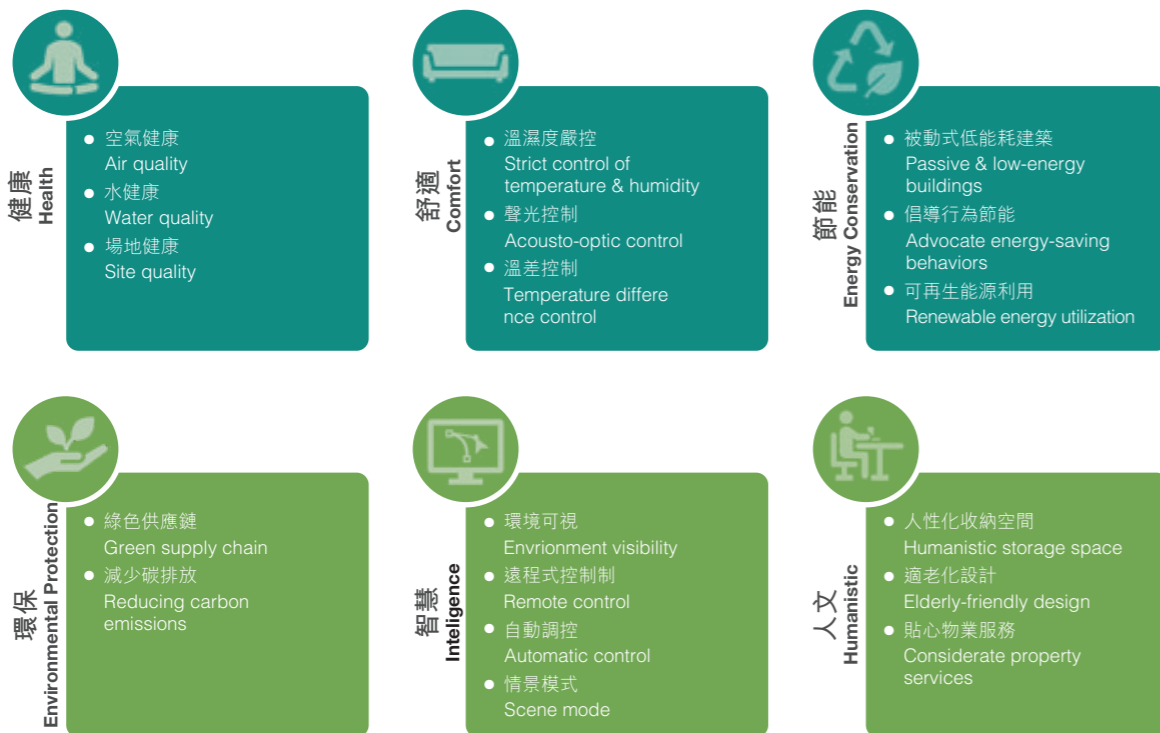 健康
Health
空氣健康
Air quality
水健康
Water quality
場地健康
Site quality
舒適
Comfort
溫濕度嚴控
Strict control of
temperature & humidity
聲光控制
Acousto-optic control
溫差控制
Temperature differe
nce control
節能
Energy Conservation
被動式低能耗建築
Passive & low-energy
buildings
倡導行為節能
Advocate energy-saving
behaviors
可再生能源利用
Renewable energy utilization
環保
Environmental Protection
綠色供應鏈
Green supply chain
減少碳排放
Reducing carbon
emissions
智慧
Inteligence
環境可視
Envrionment visibility
遠程式控制制
Remote control
自動調控
Automatic control
情景模式
Scene mode
人文
Humanistic
人性化收納空間
Humanistic storage space
適老化設計
Elderly-friendly design
貼心物業服務
Considerate property
services